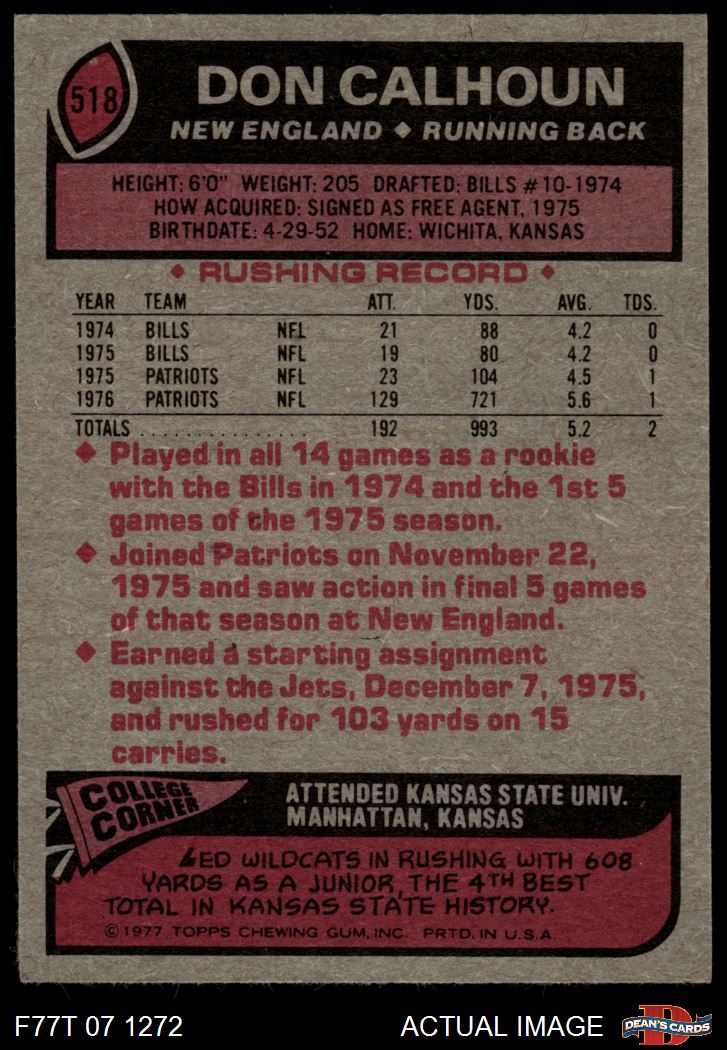 518
DON CALHOUN
NEW ENGLAND ◆ RUNNING BACK
HEIGHT: 6'0" WEIGHT: 205 DRAFTED: BILLS #10-1974
HOW ACQUIRED: SIGNED AS FREE AGENT, 1975
BIRTHDATE: 4-29-52 HOME: WICHITA, KANSAS
◆ RUSHING RECORD ◆
YEAR TEAM ATT. YDS. AVG. TDS.
1974 BILLS NFL 21 88 4.2 0
1975 BILLS NFL 19 80 4.2 0
1975 PATRIOTS NFL 23 104 4.5 1
1976 PATRIOTS NFL 129 721 5.6 1
TOTALS . . . . . . . . . . . . . . . . 192 993 5.2 2
◆ Played in all 14 games as a rookie
with the Bills in 1974 and the 1st 5
games of the 1975 season.
◆ Joined Patriots on November 22,
1975 and saw action in final 5 games
of that season at New England.
◆ Earned a starting assignment
against the Jets, December 7, 1975,
and rushed for 103 yards on 15
carries.
COLLEGE
CORNER
ATTENDED KANSAS STATE UNIV.
MANHATTAN, KANSAS
LED WILDCATS IN RUSHING WITH 608
YARDS AS A JUNIOR, THE 4TH BEST
TOTAL IN KANSAS STATE HISTORY.
©1977 TOPPS CHEWING GUM, INC. PRTD. IN U.S.A.
F77T 07 1272 ACTUAL IMAGE
D
DEAN'S CARDS